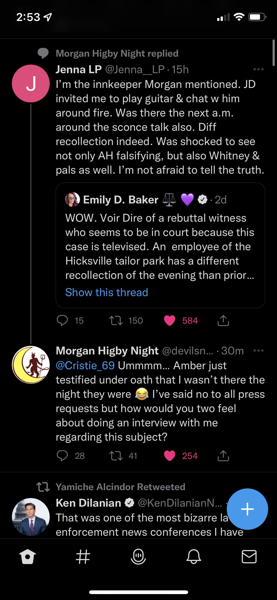 2:53
Morgan Higby Night replied
Jenna LP @Jenna__LP · 15h
J
I'm the innkeeper Morgan mentioned. JD
invited me to play guitar & chat w him
around fire. Was there the next a.m.
around the sconce talk also. Diff
recollection indeed. Was shocked to see
not only AH falsifying, but also Whitney &
pals as well. I'm not afraid to tell the truth.
Emily D. Baker ⚖️ 💜 · 2d
WOW. Voir Dire of a rebuttal witness
who seems to be in court because this
case is televised. An employee of the
Hicksville tailor park has a different
recollection of the evening than prior...
Show this thread
15 150 584
Morgan Higby Night @devilsn... · 30m
@Cristie_69 Ummmm... Amber just
testified under oath that I wasn't there the
night they were 😂 I've said no to all press
requests but how would you two feel
about doing an interview with me
regarding this subject?
28 41 254
Yamiche Alcindor Retweeted
Ken Dilanian @KenDilanianN...
That was one of the most bizarre la
enforcement news conferences I have